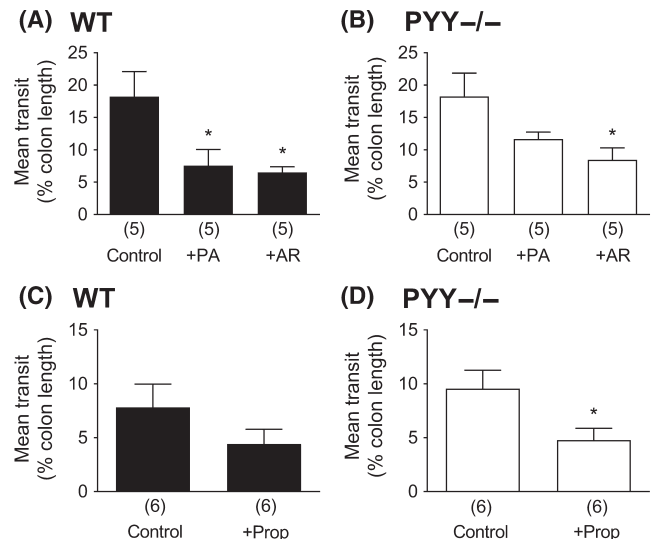 (A) WT
Mean transit
(% colon length)
25
20
15
10
5
0
*
*
(5) (5) (5)
Control +PA +AR
(B) PYY−/−
Mean transit
(% colon length)
25
20
15
10
5
0
*
(5) (5) (5)
Control +PA +AR
(C) WT
Mean transit
(% colon length)
15
10
5
0
(6) (6)
Control +Prop
(D) PYY−/−
Mean transit
(% colon length)
15
10
5
0
*
(6) (6)
Control +Prop